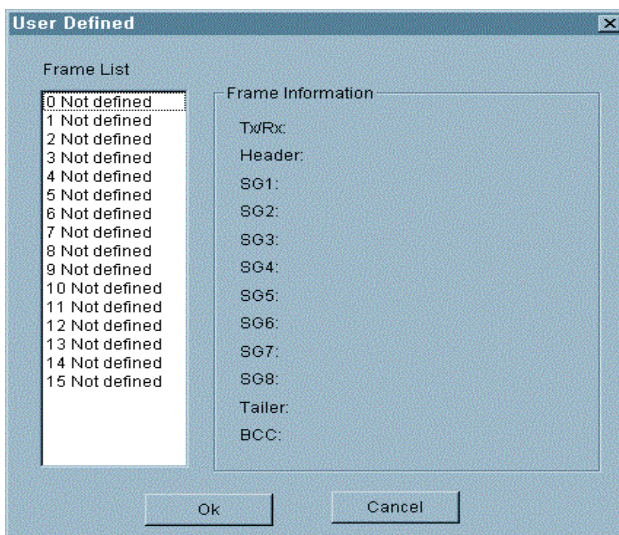 User Defined
Frame List
0 Not defined
1 Not defined
2 Not defined
3 Not defined
4 Not defined
5 Not defined
6 Not defined
7 Not defined
8 Not defined
9 Not defined
10 Not defined
11 Not defined
12 Not defined
13 Not defined
14 Not defined
15 Not defined
Frame Information
Tx/Rx:
Header:
SG1:
SG2:
SG3:
SG4:
SG5:
SG6:
SG7:
SG8:
Tailer:
BCC:
Ok
Cancel